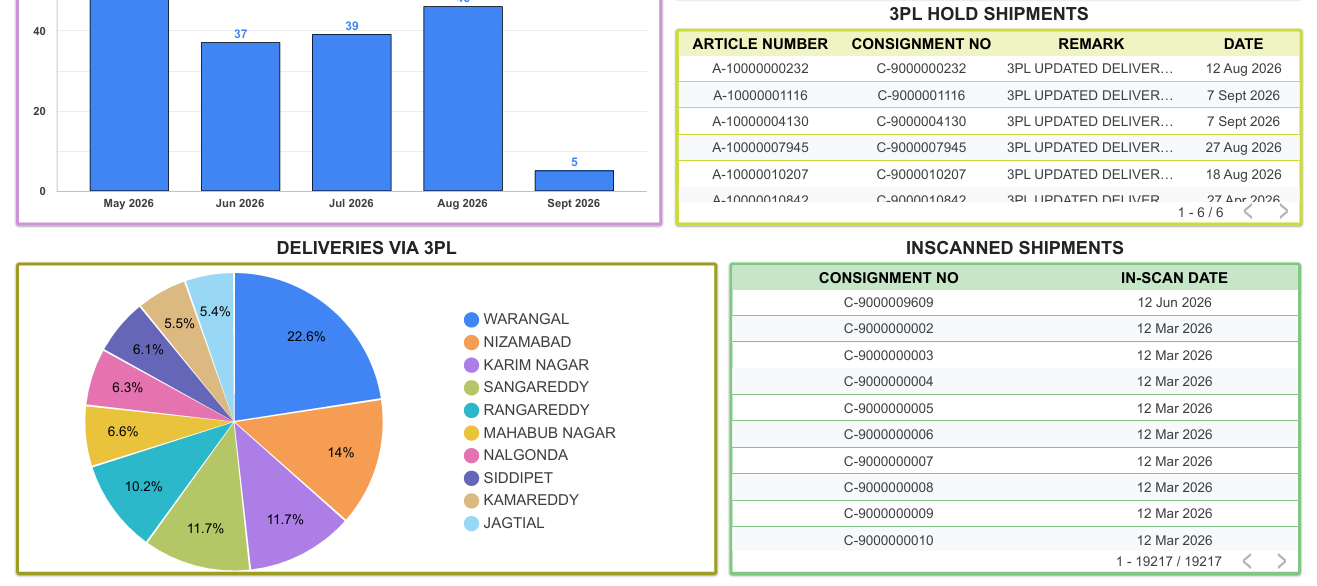 40
20
0
37
39
5
May 2026
Jun 2026
Jul 2026
Aug 2026
Sept 2026
3PL HOLD SHIPMENTS
ARTICLE NUMBER CONSIGNMENT NO REMARK DATE
A-10000000232 C-9000000232 3PL UPDATED DELIVER... 12 Aug 2026
A-10000001116 C-9000001116 3PL UPDATED DELIVER... 7 Sept 2026
A-10000004130 C-9000004130 3PL UPDATED DELIVER... 7 Sept 2026
A-10000007945 C-9000007945 3PL UPDATED DELIVER... 27 Aug 2026
A-10000010207 C-9000010207 3PL UPDATED DELIVER... 18 Aug 2026
A-10000010842 C-9000010842 3PL UPDATED DELIVER... 27 Apr 2026
1 - 6 / 6
DELIVERIES VIA 3PL
22.6%
14%
11.7%
11.7%
10.2%
6.6%
6.3%
6.1%
5.5%
5.4%
WARANGAL
NIZAMABAD
KARIM NAGAR
SANGAREDDY
RANGAREDDY
MAHABUB NAGAR
NALGONDA
SIDDIPET
KAMAREDDY
JAGTIAL
INSCANNED SHIPMENTS
CONSIGNMENT NO IN-SCAN DATE
C-9000009609 12 Jun 2026
C-9000000002 12 Mar 2026
C-9000000003 12 Mar 2026
C-9000000004 12 Mar 2026
C-9000000005 12 Mar 2026
C-9000000006 12 Mar 2026
C-9000000007 12 Mar 2026
C-9000000008 12 Mar 2026
C-9000000009 12 Mar 2026
C-9000000010 12 Mar 2026
1 - 19217 / 19217